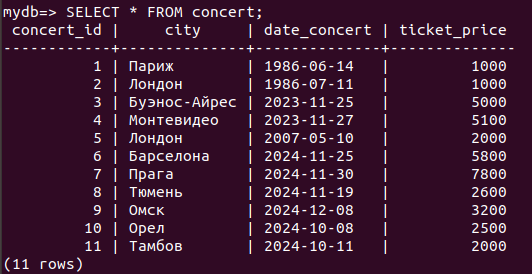 mydb=> SELECT * FROM concert;
 concert_id |     city     | date_concert | ticket_price
------------+--------------+--------------+--------------
          1 | Париж        | 1986-06-14   |         1000
          2 | Лондон       | 1986-07-11   |         1000
          3 | Буэнос-Айрес | 2023-11-25   |         5000
          4 | Монтевидео   | 2023-11-27   |         5100
          5 | Лондон       | 2007-05-10   |         2000
          6 | Барселона    | 2024-11-25   |         5800
          7 | Прага        | 2024-11-30   |         7800
          8 | Тюмень       | 2024-11-19   |         2600
          9 | Омск         | 2024-12-08   |         3200
         10 | Орел         | 2024-10-08   |         2500
         11 | Тамбов       | 2024-10-11   |         2000
(11 rows)